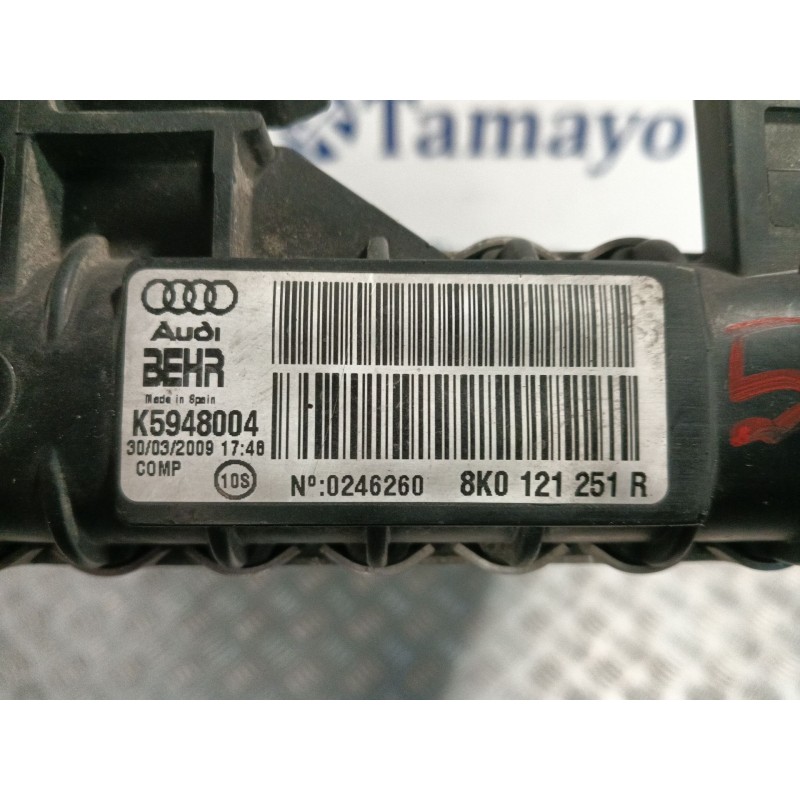 Tamayo
Audi
BEHR
Made in Spain
K5948004
30/03/2009 17:48
COMP
10S
Nº:0246260
8K0 121 251 R
5